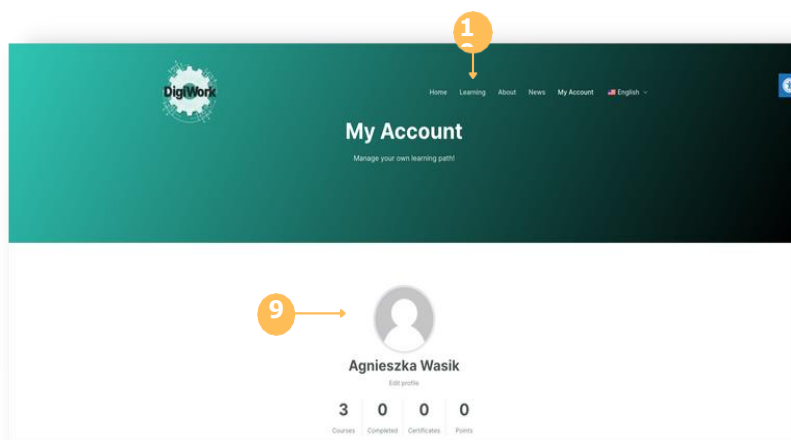 1
DigiWork
Home Learning About News My Account English
My Account
Manage your own learning path!
9
Agnieszka Wasik
Edit profile
3 0 0 0
Courses Completed Certificates Points